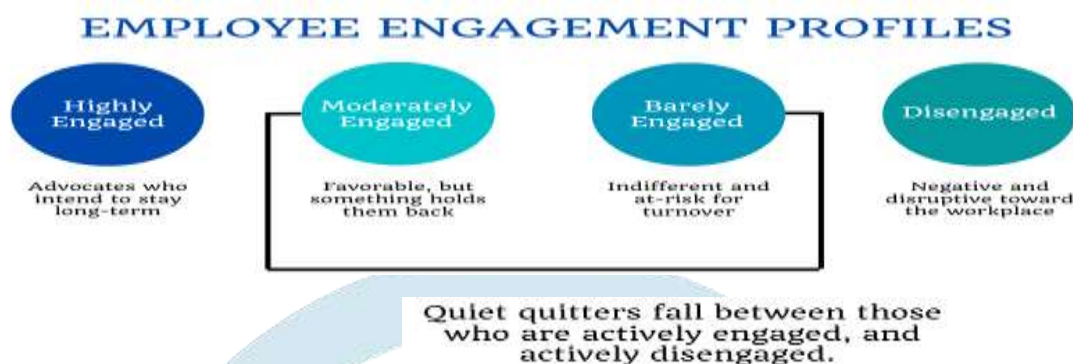 EMPLOYEE ENGAGEMENT PROFILES
Highly
Engaged
Advocates who
intend to stay
long-term
Moderately
Engaged
Favorable, but
something holds
them back
Barely
Engaged
Indifferent and
at-risk for
turnover
Disengaged
Negative and
disruptive toward
the workplace
Quiet quitters fall between those
who are actively engaged, and
actively disengaged.